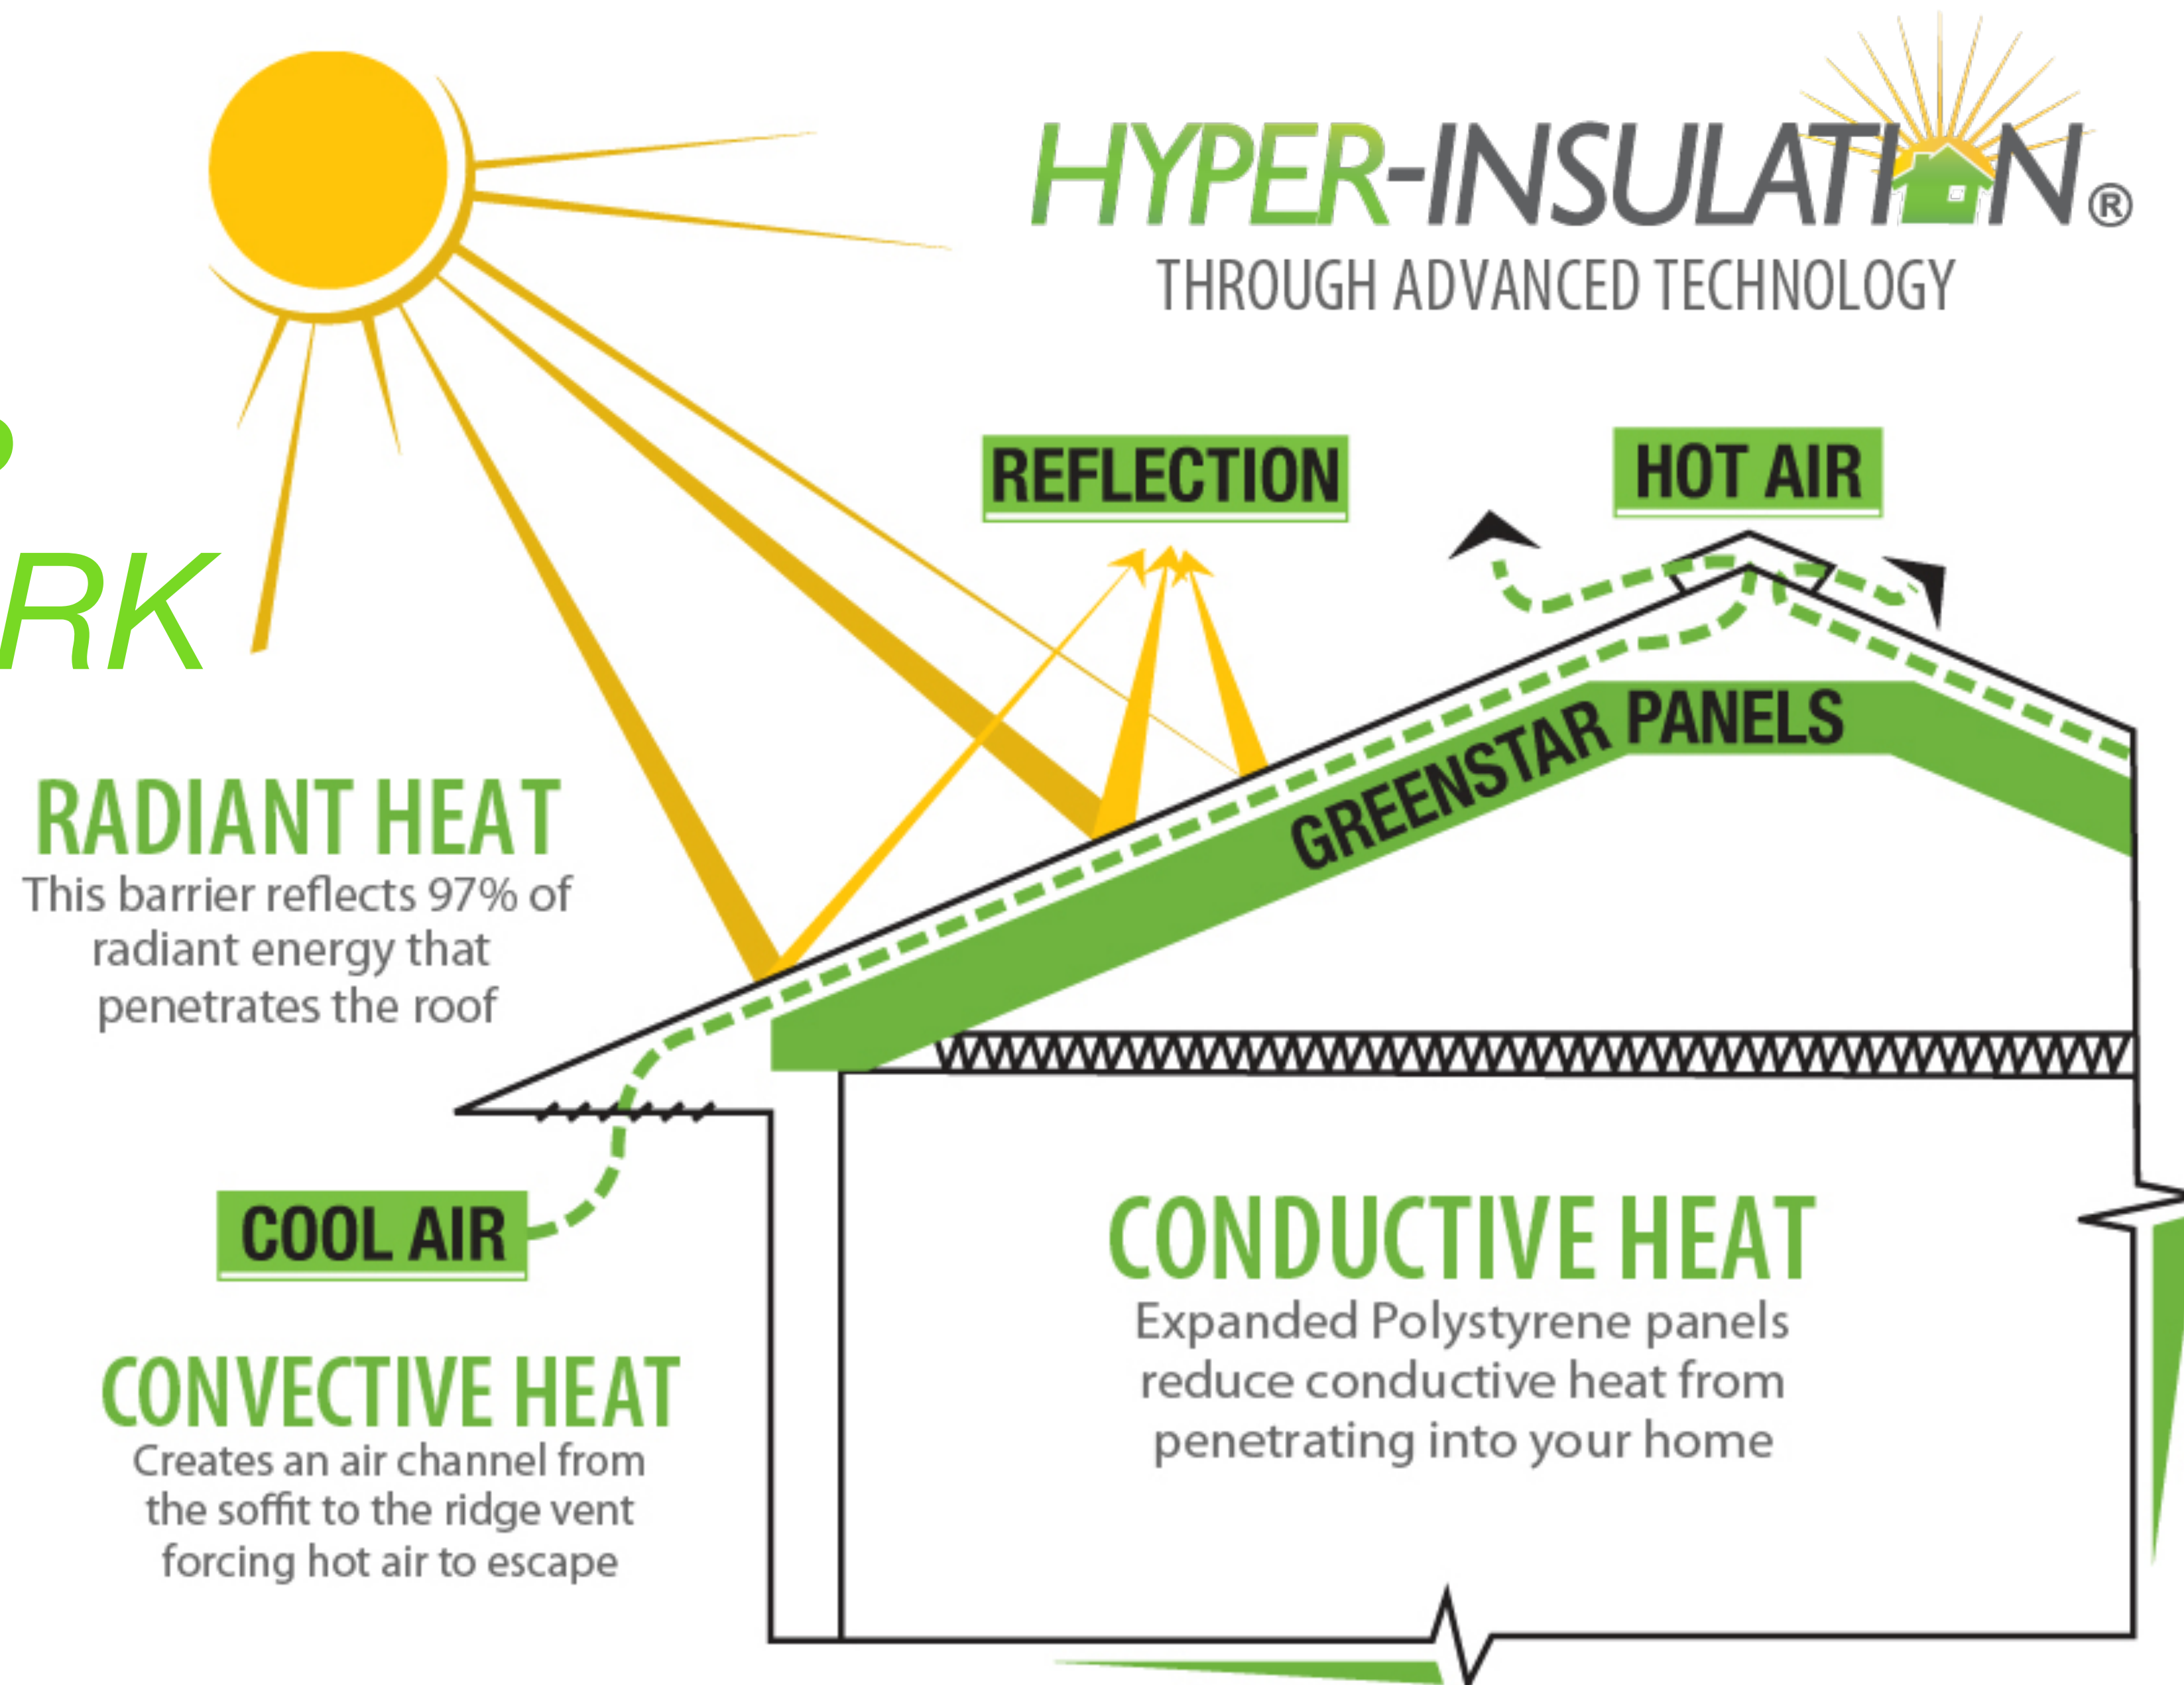 HYPER-INSULATION®
THROUGH ADVANCED TECHNOLOGY
RK
REFLECTION
HOT AIR
GREENSTAR PANELS
RADIANT HEAT
This barrier reflects 97% of
radiant energy that
penetrates the roof
COOL AIR
CONVECTIVE HEAT
Creates an air channel from
the soffit to the ridge vent
forcing hot air to escape
CONDUCTIVE HEAT
Expanded Polystyrene panels
reduce conductive heat from
penetrating into your home